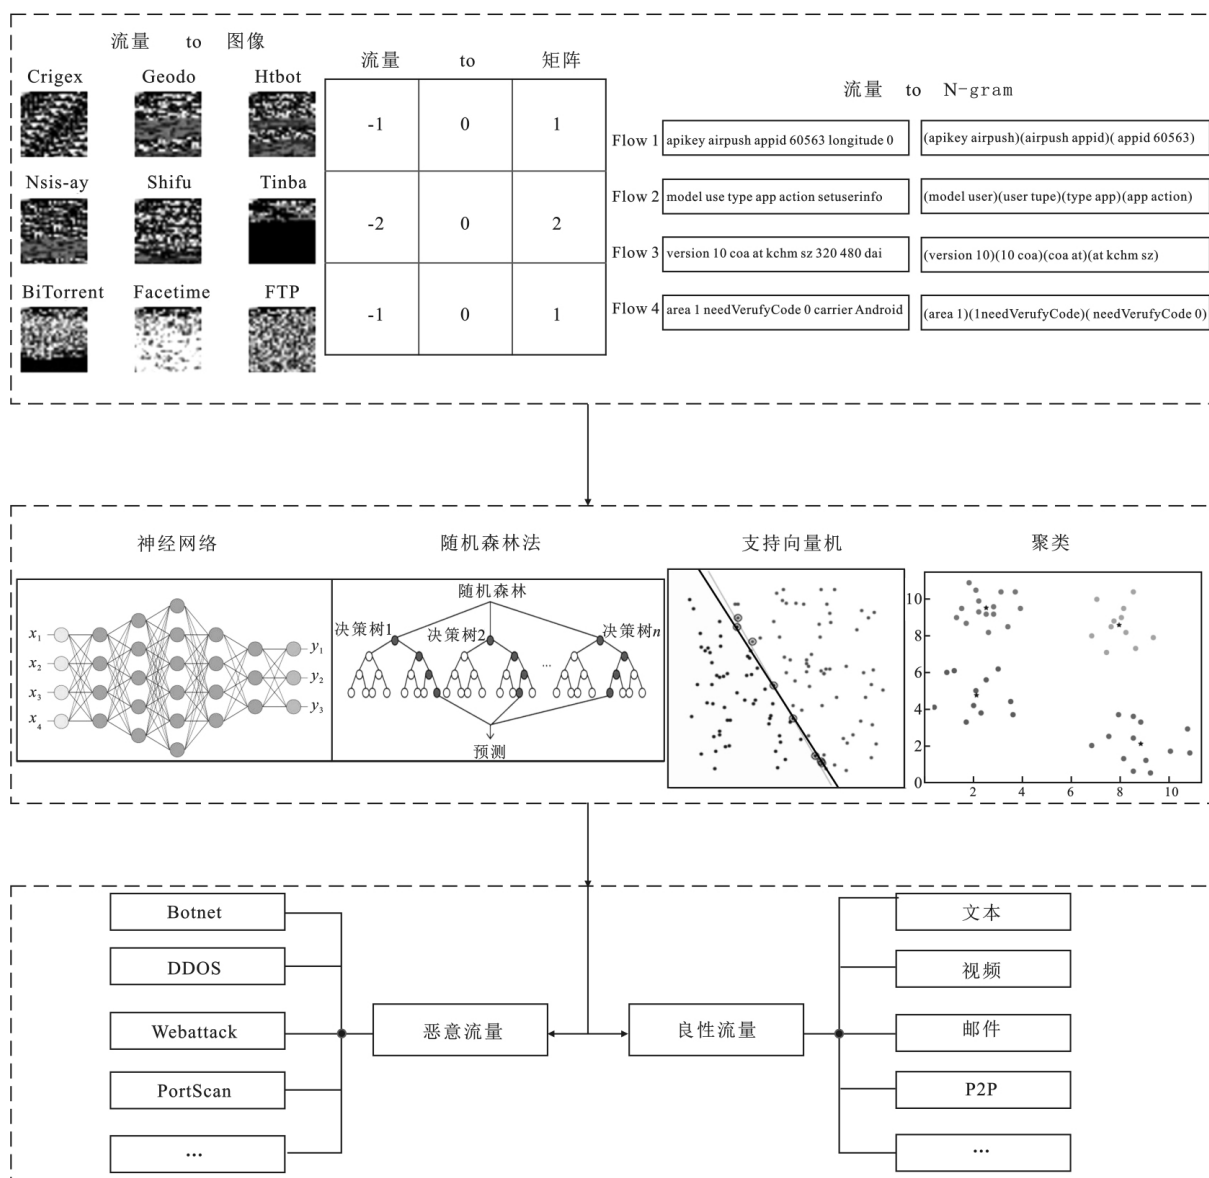 流量 to 图像
Crigex Geodo Htbot
Nsis-ay Shifu Tinba
BiTorrent Facetime FTP
流量 to 矩阵
-1 0 1
-2 0 2
-1 0 1
流量 to N-gram
Flow 1 apikey airpush appid 60563 longitude 0 (apikey airpush)(airpush appid)( appid 60563)
Flow 2 model use type app action setuserinfo (model user)(user tupe)(type app)(app action)
Flow 3 version 10 coa at kchm sz 320 480 dai (version 10)(10 coa)(coa at)(at kchm sz)
Flow 4 area 1 needVerufyCode 0 carrier Android (area 1)(1needVerufyCode)( needVerufyCode 0)
神经网络
x1
x2
x3
x4
y1
y2
y3
随机森林法
随机森林
决策树1 决策树2 决策树n
...
预测
支持向量机
聚类
10
8
6
4
2
0
2 4 6 8 10
Botnet
DDOS
Webattack
PortScan
...
恶意流量
良性流量
文本
视频
邮件
P2P
...